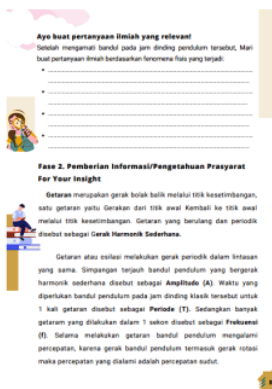 Ayo buat pertanyaan ilmiah yang relevan!
Setelah mengamati bandul pada jam dinding pendulum tersebut, Mari
buat pertanyaan ilmiah berdasarkan fenomena fisis yang terjadi:
Fase 2. Pemberian Informasi/Pengetahuan Prasyarat
For Your Insight
Getaran merupakan gerak bolak balik melalui titik kesetimbangan,
satu getaran yaitu Gerakan dari titik awal Kembali ke titik awal
melalui titik kesetimbangan. Getaran yang berulang dan periodik
disebut sebagai Gerak Harmonik Sederhana.
Getaran atau osilasi melakukan gerak periodik dalam lintasan
yang sama. Simpangan terjauh bandul pendulum yang bergerak
harmonik sederhana disebut sebagai Amplitudo (A). Waktu yang
diperlukan bandul pendulum pada jam dinding klasik tersebut untuk
1 kali getaran disebut sebagai Periode (T). Sedangkan banyak
getaran yang dilakukan dalam 1 sekon disebut sebagai Frekuensi
(f). Selama melakukan getaran bandul pendulum mengalami
percepatan, karena gerak bandul pendulum termasuk gerak rotasi
maka percepatan yang dialami adalah percepatan sudut.